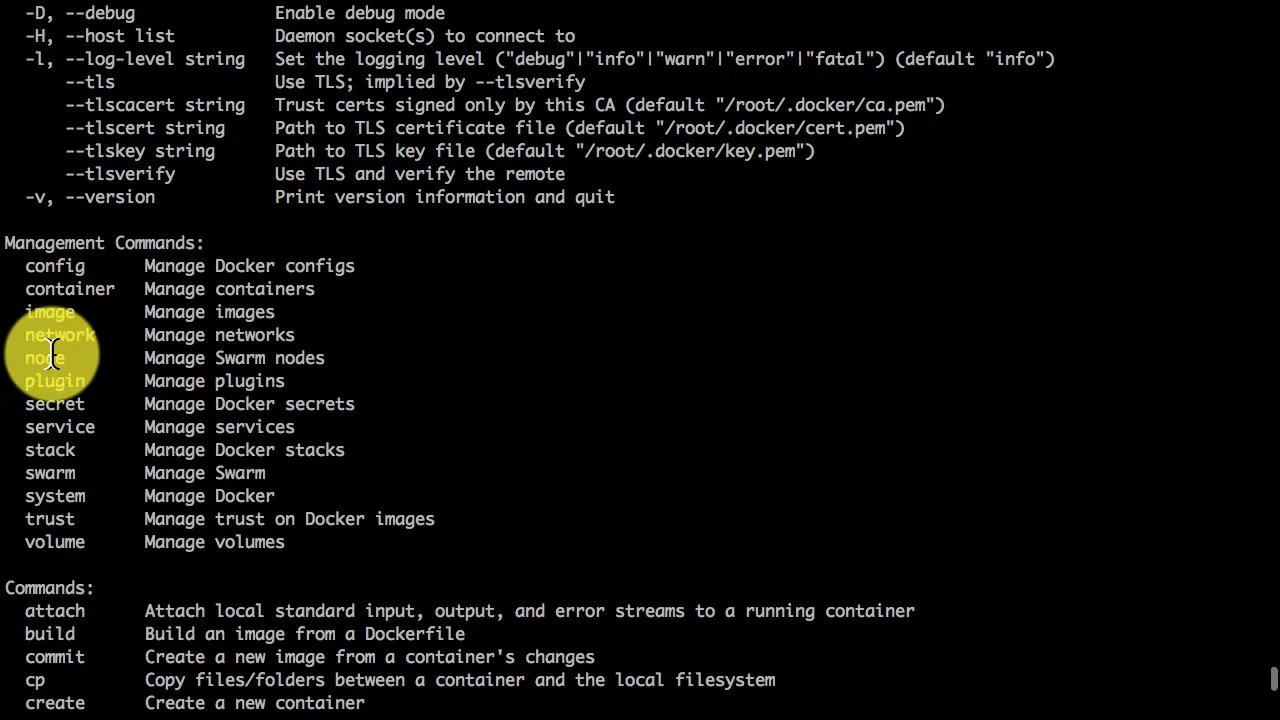 -D, --debug Enable debug mode
-H, --host list Daemon socket(s) to connect to
-l, --log-level string Set the logging level ("debug"|"info"|"warn"|"error"|"fatal") (default "info")
--tls Use TLS; implied by --tlsverify
--tlscacert string Trust certs signed only by this CA (default "/root/.docker/ca.pem")
--tlscert string Path to TLS certificate file (default "/root/.docker/cert.pem")
--tlskey string Path to TLS key file (default "/root/.docker/key.pem")
--tlsverify Use TLS and verify the remote
-v, --version Print version information and quit
Management Commands:
config Manage Docker configs
container Manage containers
image Manage images
network Manage networks
node Manage Swarm nodes
plugin Manage plugins
secret Manage Docker secrets
service Manage services
stack Manage Docker stacks
swarm Manage Swarm
system Manage Docker
trust Manage trust on Docker images
volume Manage volumes
Commands:
attach Attach local standard input, output, and error streams to a running container
build Build an image from a Dockerfile
commit Create a new image from a container's changes
cp Copy files/folders between a container and the local filesystem
create Create a new container